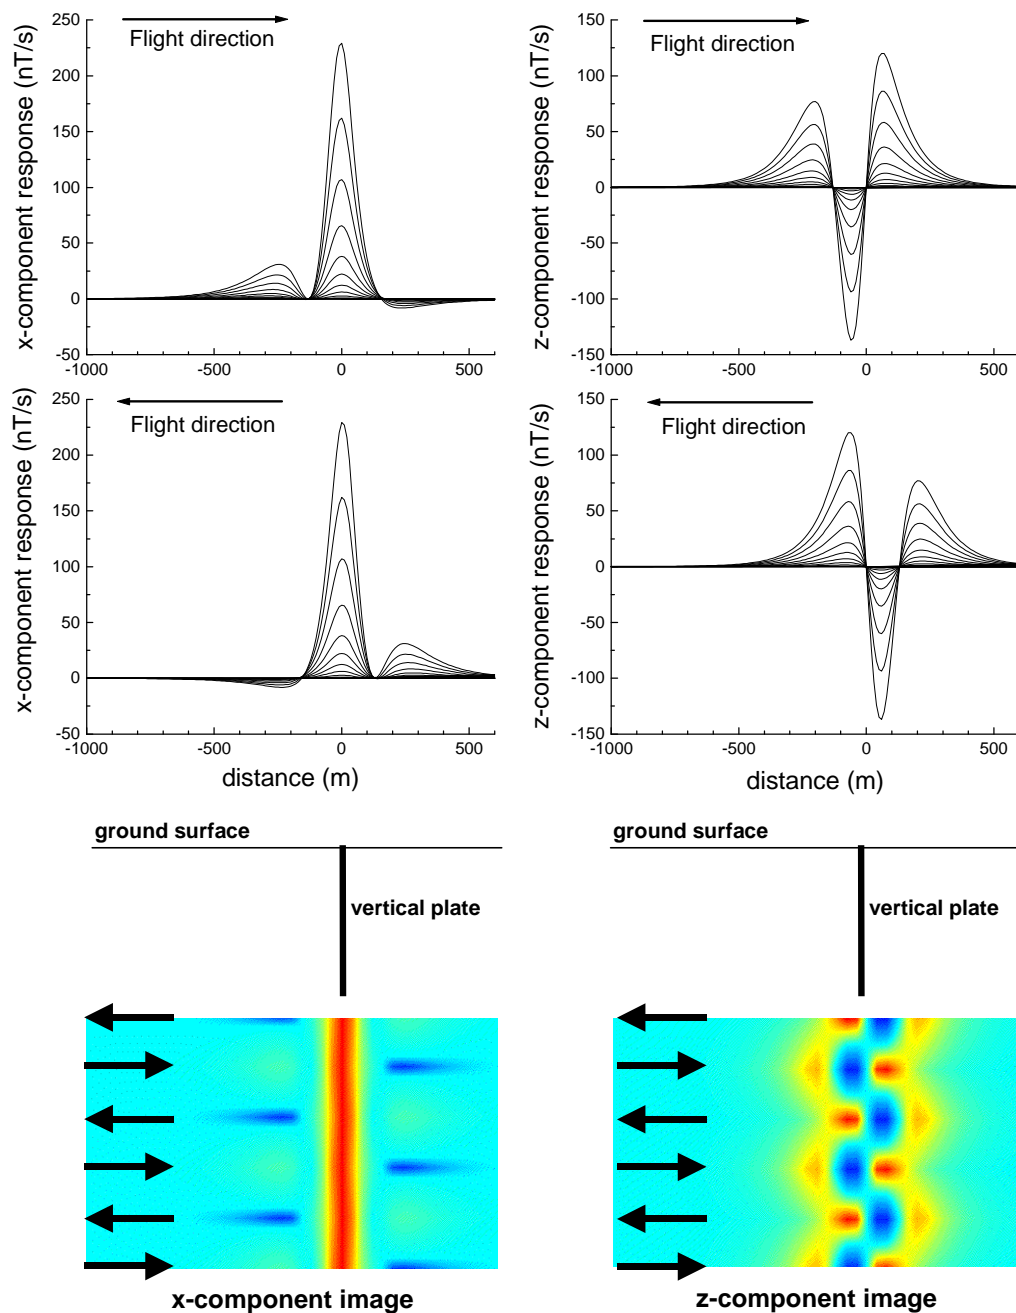 x-component response (nT/s)
250
200
150
100
50
0
-50
Flight direction
-1000
-500
0
500
z-component response (nT/s)
150
100
50
0
-50
-100
-150
Flight direction
-1000
-500
0
500
x-component response (nT/s)
250
200
150
100
50
0
-50
Flight direction
-1000
-500
0
500
distance (m)
z-component response (nT/s)
150
100
50
0
-50
-100
-150
Flight direction
-1000
-500
0
500
distance (m)
ground surface
vertical plate
ground surface
vertical plate
x-component image
z-component image